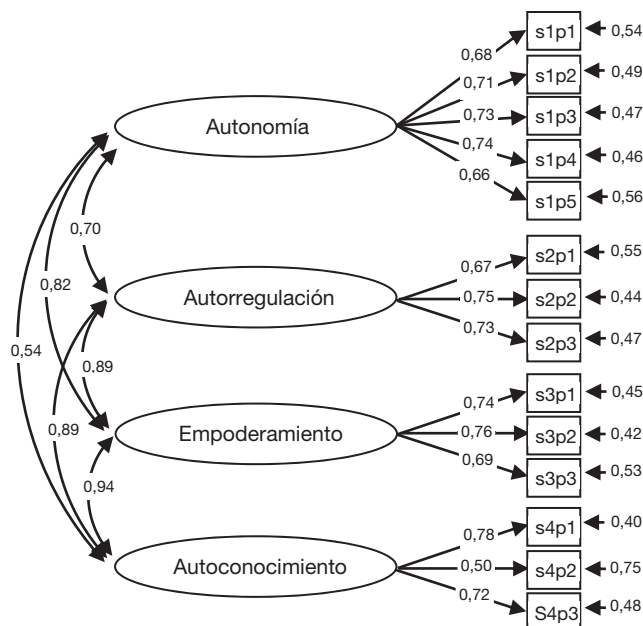 s1p1 0,54
0,68
s1p2 0,49
0,71
Autonomía 0,73 s1p3 0,47
0,74 s1p4 0,46
0,66 s1p5 0,56
0,70
0,82
0,54
s2p1 0,55
0,67
Autorregulación 0,75 s2p2 0,44
0,73 s2p3 0,47
0,89
0,89
s3p1 0,45
0,74
Empoderamiento 0,76 s3p2 0,42
0,69 s3p3 0,53
0,94
s4p1 0,40
0,78
Autoconocimiento 0,50 s4p2 0,75
0,72 S4p3 0,48